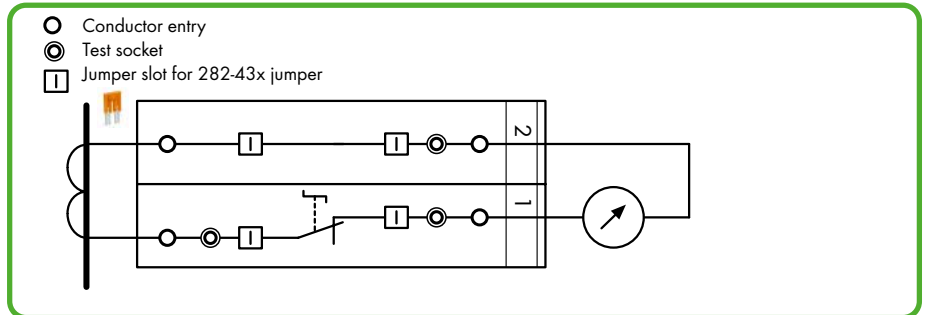 Conductor entry
Test socket
Jumper slot for 282-43x jumper
2
1